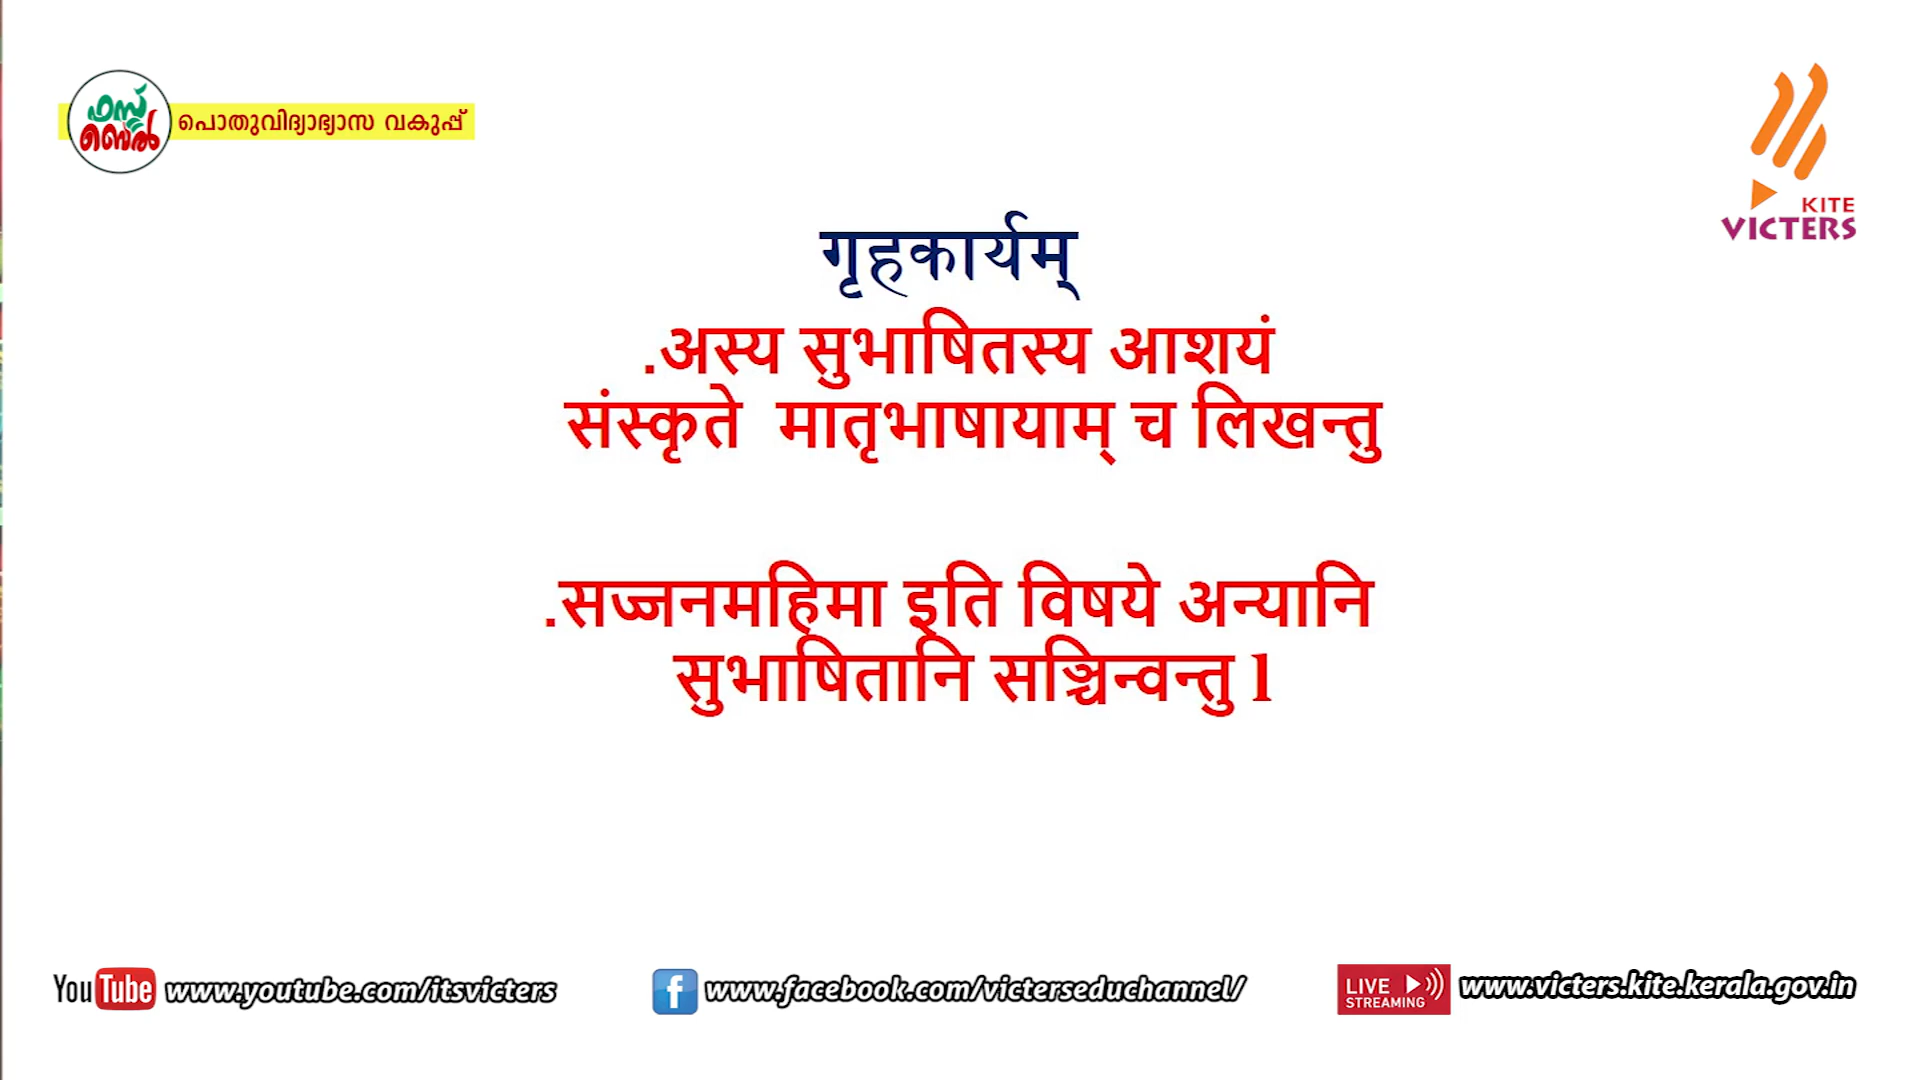 ഫസ്റ്റ്
ബെൽ
പൊതുവിദ്യാഭ്യാസ വകുപ്പ്
KITE
VICTERS
गृहकार्यम्
.अस्य सुभाषितस्य आशयं
संस्कृते मातृभाषायाम् च लिखन्तु
.सज्जनमहिमा इति विषये अन्यानि
सुभाषितानि सञ्चिन्वन्तु l
YouTube www.youtube.com/itsvicters
f www.facebook.com/victerseduchannel/
LIVE STREAMING www.victers.kite.kerala.gov.in